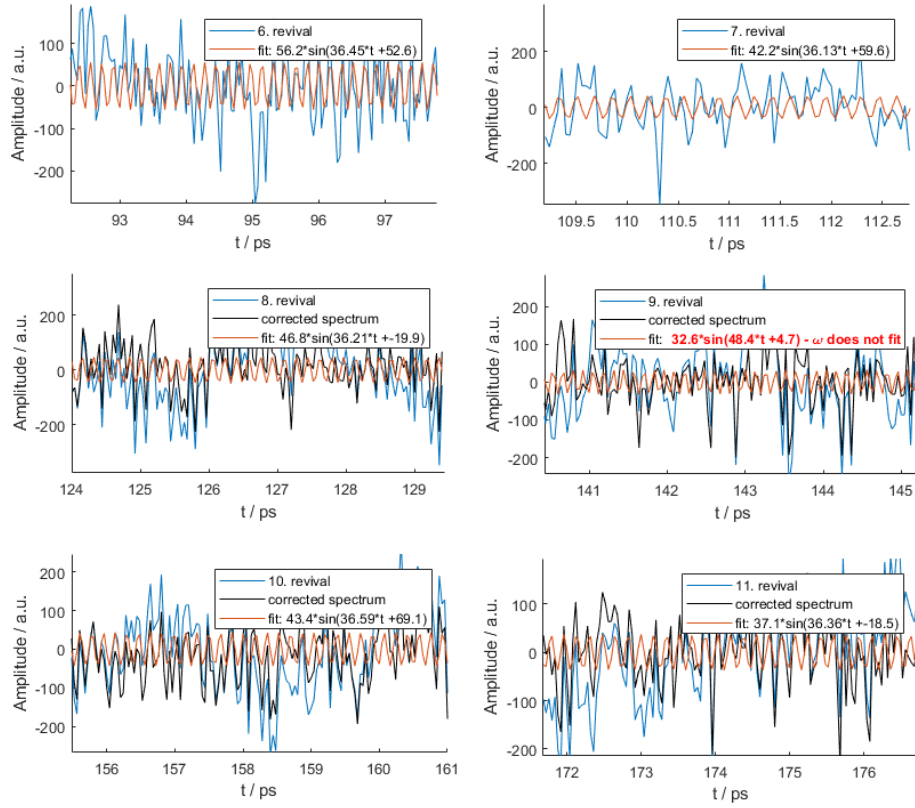 6. revival
fit: 56.2*sin(36.45*t +52.6)
100
0
-100
-200
Amplitude / a.u.
93 94 95 96 97
t / ps
7. revival
fit: 42.2*sin(36.13*t +59.6)
200
0
-200
Amplitude / a.u.
109.5 110 110.5 111 111.5 112 112.5
t / ps
8. revival
corrected spectrum
fit: 46.8*sin(36.21*t +-19.9)
200
0
-200
Amplitude / a.u.
124 125 126 127 128 129
t / ps
9. revival
corrected spectrum
fit: 32.6*sin(48.4*t +4.7) - ω does not fit
200
100
0
-100
-200
Amplitude / a.u.
141 142 143 144 145
t / ps
10. revival
corrected spectrum
fit: 43.4*sin(36.59*t +69.1)
200
100
0
-100
-200
Amplitude / a.u.
156 157 158 159 160 161
t / ps
11. revival
corrected spectrum
fit: 37.1*sin(36.36*t +-18.5)
100
0
-100
-200
Amplitude / a.u.
172 173 174 175 176
t / ps